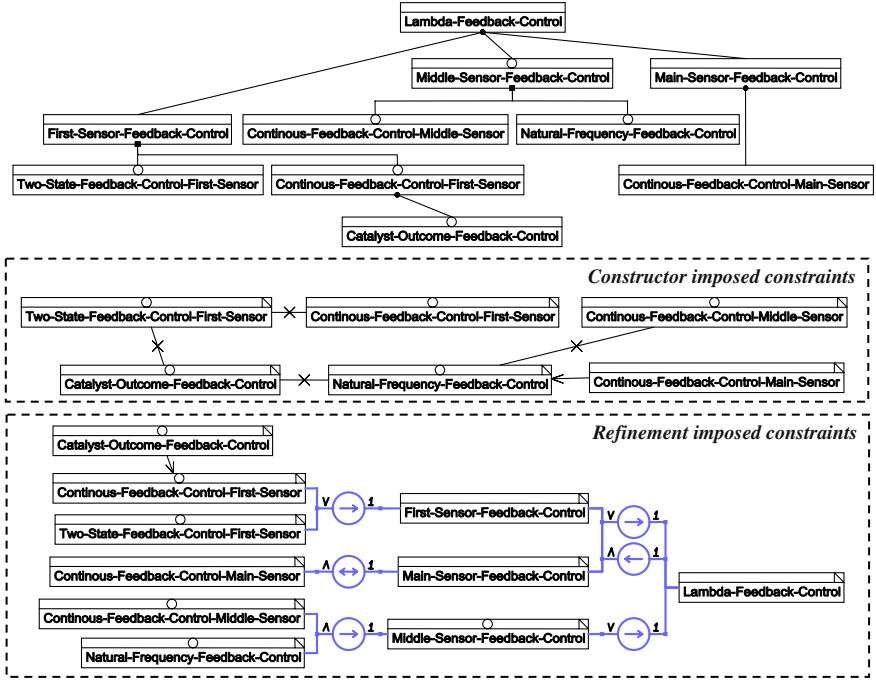 Lambda-Feedback-Control
Middle-Sensor-Feedback-Control
Main-Sensor-Feedback-Control
First-Sensor-Feedback-Control
Continous-Feedback-Control-Middle-Sensor
Natural-Frequency-Feedback-Control
Two-State-Feedback-Control-First-Sensor
Continous-Feedback-Control-First-Sensor
Continous-Feedback-Control-Main-Sensor
Catalyst-Outcome-Feedback-Control
Constructor imposed constraints
Two-State-Feedback-Control-First-Sensor
Continous-Feedback-Control-First-Sensor
Continous-Feedback-Control-Middle-Sensor
Catalyst-Outcome-Feedback-Control
Natural-Frequency-Feedback-Control
Continous-Feedback-Control-Main-Sensor
Refinement imposed constraints
Catalyst-Outcome-Feedback-Control
Continous-Feedback-Control-First-Sensor
V 1
First-Sensor-Feedback-Control
V 1
Two-State-Feedback-Control-First-Sensor
Λ 1
Continous-Feedback-Control-Main-Sensor
Λ 1
Main-Sensor-Feedback-Control
Lambda-Feedback-Control
Continous-Feedback-Control-Middle-Sensor
Λ 1
Middle-Sensor-Feedback-Control
V 1
Natural-Frequency-Feedback-Control